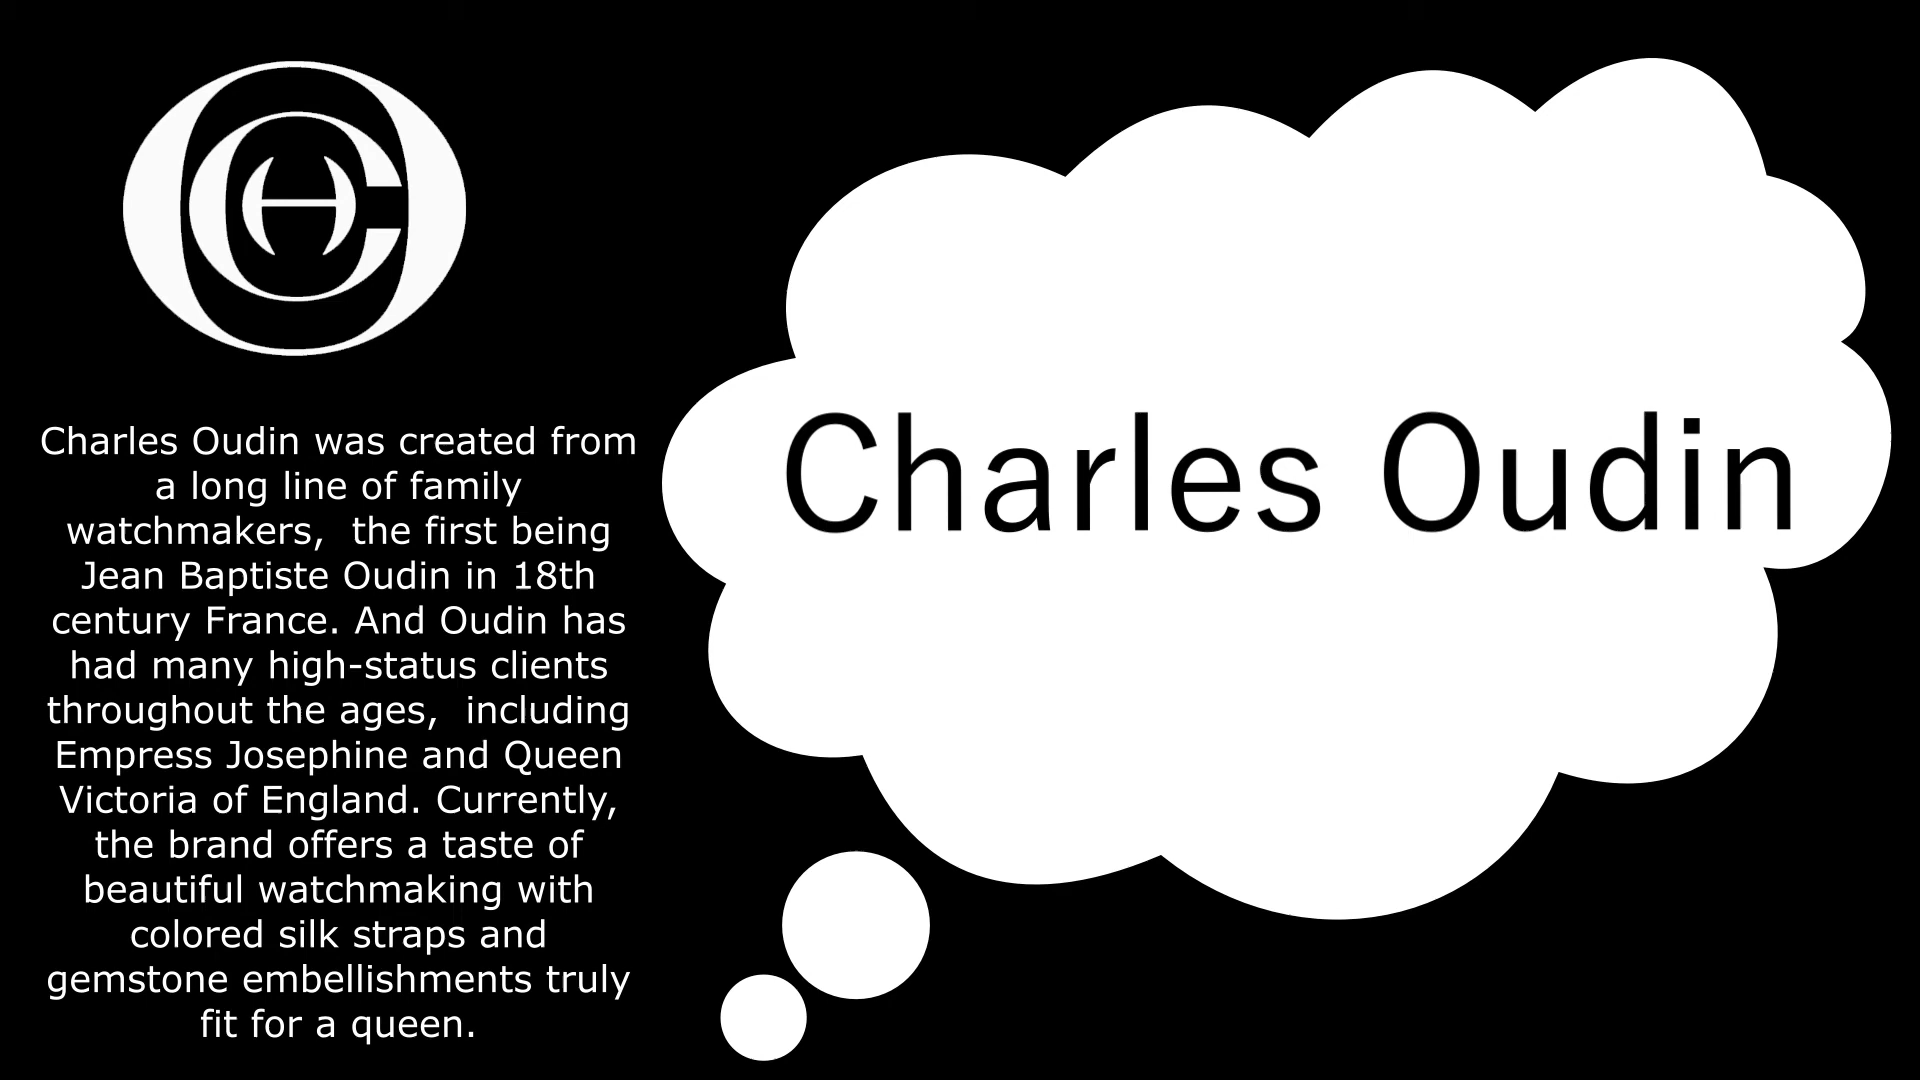 Charles Oudin was created from
a long line of family
watchmakers,  the first being
Jean Baptiste Oudin in 18th
century France. And Oudin has
had many high-status clients
throughout the ages,  including
Empress Josephine and Queen
Victoria of England. Currently,
the brand offers a taste of
beautiful watchmaking with
colored silk straps and
gemstone embellishments truly
fit for a queen.
Charles Oudin